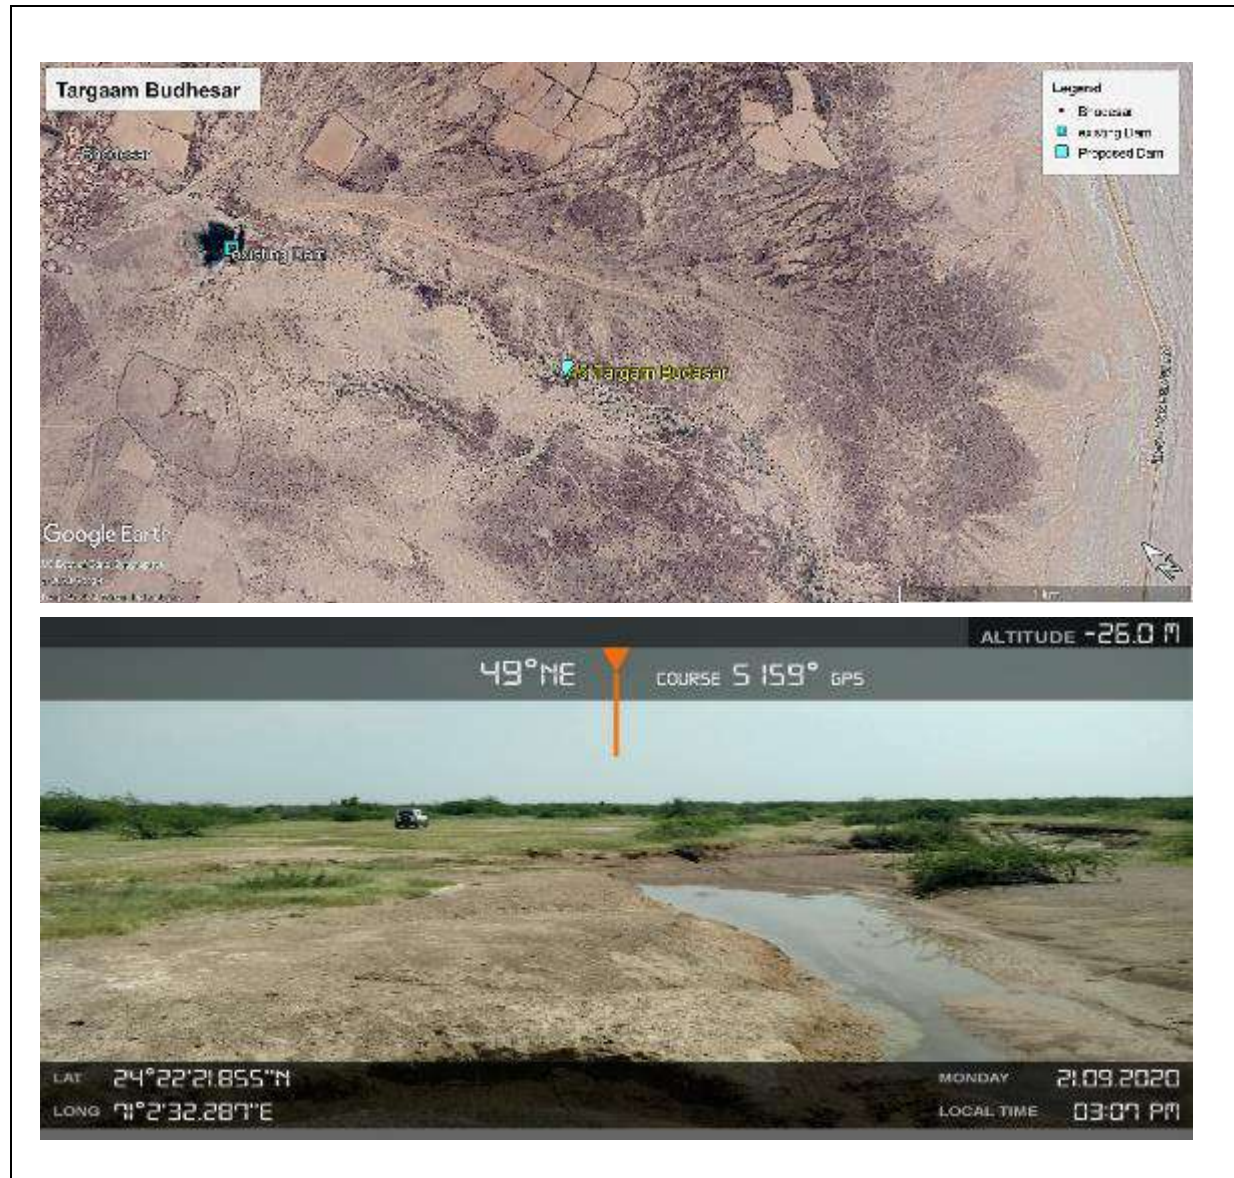 Targaam Budhesar
Legend
existing Dam
Proposed Dam
existing Dam
Targam Budasar
Google Earth
ALTITUDE -26.0 M
49°NE
COURSE S 159° GPS
LAT 24°22'21.855"N
LONG 71°2'32.287"E
MONDAY 21.09.2020
LOCAL TIME 03:07 PM